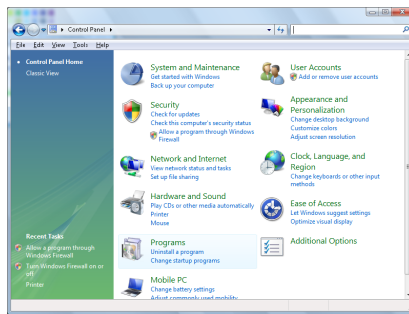 Control Panel
File Edit View Tools Help
Control Panel Home
Classic View
Recent Tasks
Allow a program through
Windows Firewall
Turn Windows Firewall on or
off
Printer
System and Maintenance
Get started with Windows
Back up your computer
Security
Check for updates
Check this computer's security status
Allow a program through Windows
Firewall
Network and Internet
View network status and tasks
Set up file sharing
Hardware and Sound
Play CDs or other media automatically
Printer
Mouse
Programs
Uninstall a program
Change startup programs
Mobile PC
Change battery settings
Adjust commonly used mobility
User Accounts
Add or remove user accounts
Appearance and
Personalization
Change desktop background
Customize colors
Adjust screen resolution
Clock, Language, and
Region
Change keyboards or other input
methods
Ease of Access
Let Windows suggest settings
Optimize visual display
Additional Options